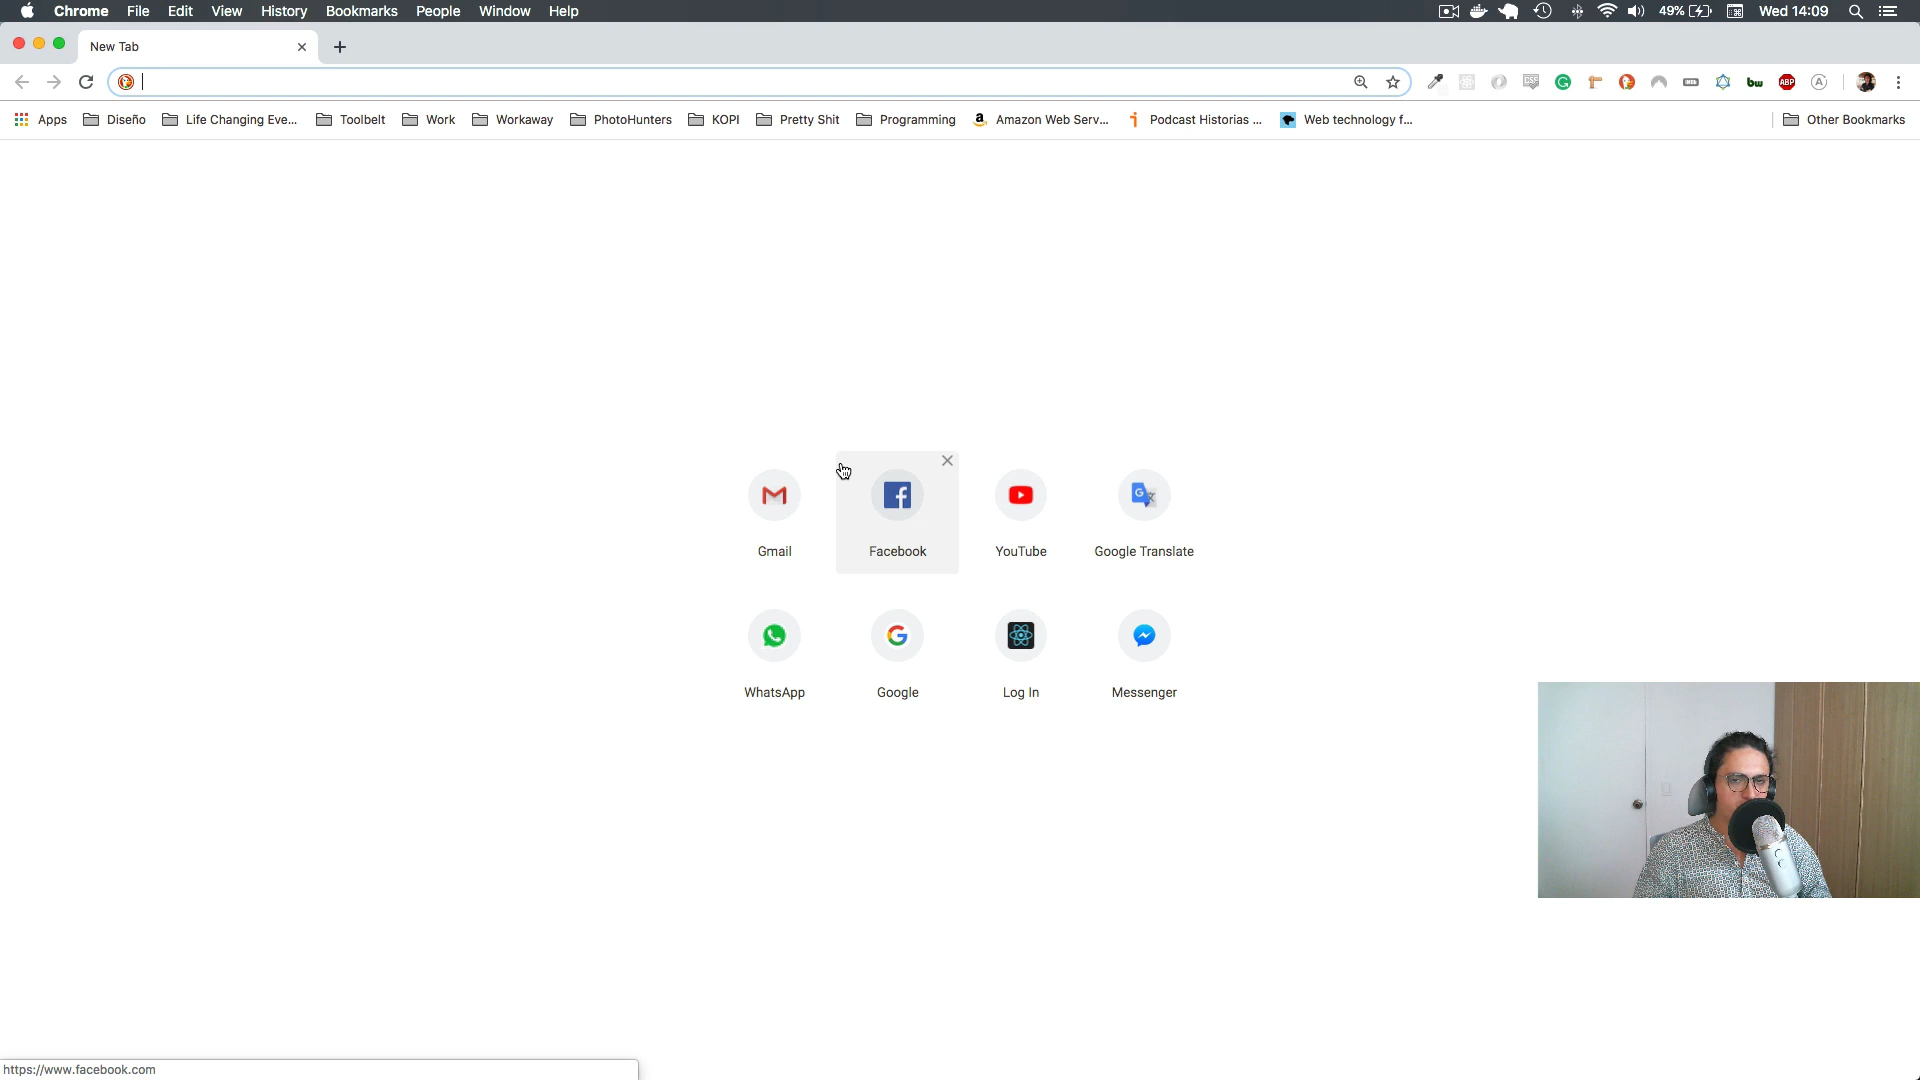 Chrome File Edit View History Bookmarks People Window Help 49% Wed 14:09
New Tab
Apps Diseño Life Changing Eve... Toolbelt Work Workaway PhotoHunters KOPI Pretty Shit Programming Amazon Web Serv... Podcast Historias ... Web technology f... Other Bookmarks
Gmail Facebook YouTube Google Translate
WhatsApp Google Log In Messenger
https://www.facebook.com